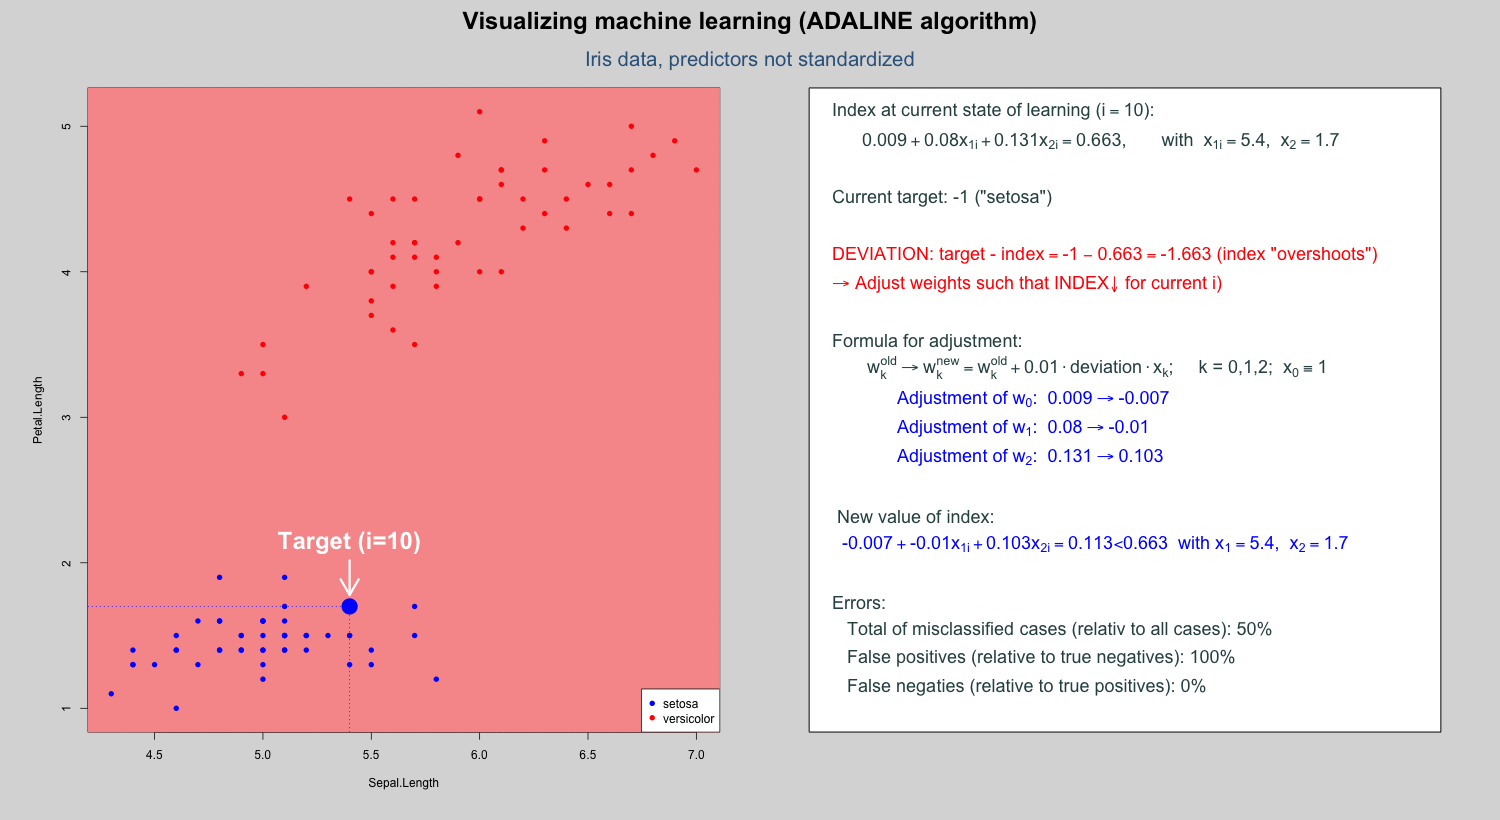 Visualizing machine learning (ADALINE algorithm)
Iris data, predictors not standardized
Petal.Length
5
4
3
2
1
Target (i=10)
setosa
versicolor
4.5 5.0 5.5 6.0 6.5 7.0
Sepal.Length
Index at current state of learning (i = 10):
0.009 + 0.08x1i + 0.131x2i = 0.663, with x1i = 5.4, x2 = 1.7
Current target: -1 ("setosa")
DEVIATION: target - index = -1 − 0.663 = -1.663 (index "overshoots")
→ Adjust weights such that INDEX↓ for current i)
Formula for adjustment:
w_k^old → w_k^new = w_k^old + 0.01 · deviation · x_k; k = 0,1,2; x0 ≡ 1
Adjustment of w0: 0.009 → -0.007
Adjustment of w1: 0.08 → -0.01
Adjustment of w2: 0.131 → 0.103
New value of index:
-0.007 + -0.01x1i + 0.103x2i = 0.113<0.663 with x1 = 5.4, x2 = 1.7
Errors:
Total of misclassified cases (relativ to all cases): 50%
False positives (relative to true negatives): 100%
False negaties (relative to true positives): 0%